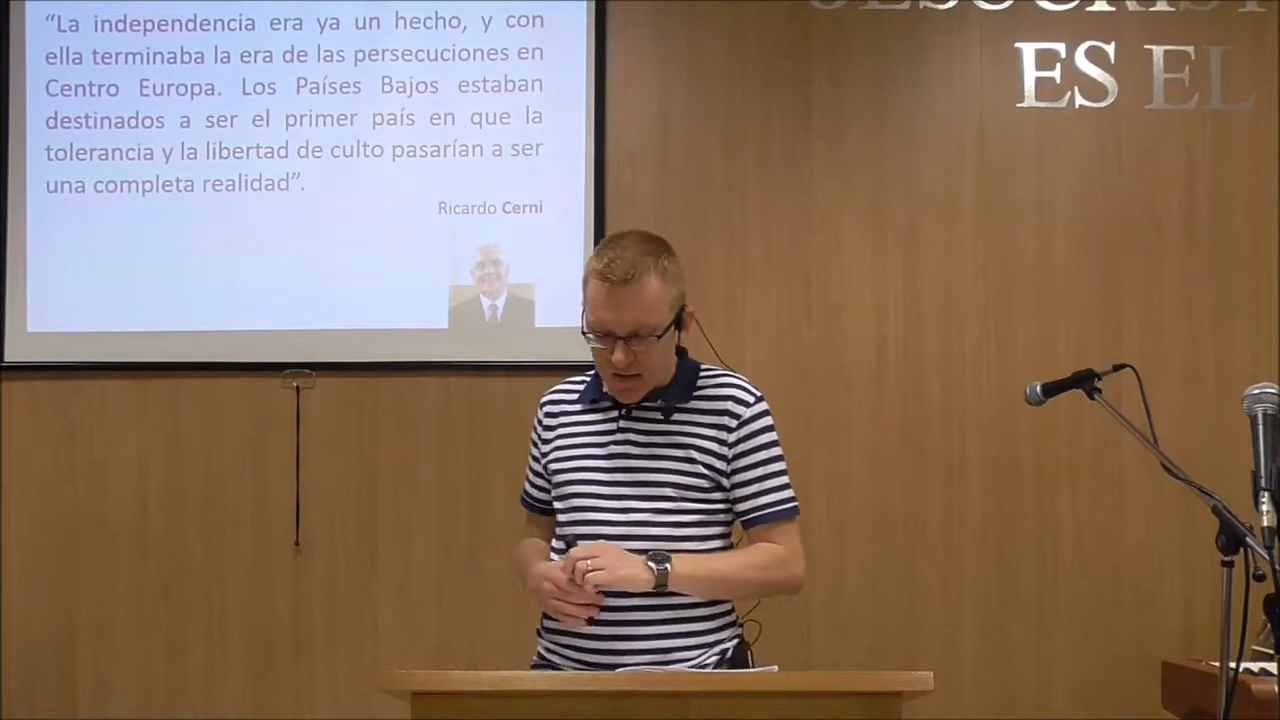 “La independencia era ya un hecho, y con
ella terminaba la era de las persecuciones en
Centro Europa. Los Países Bajos estaban
destinados a ser el primer país en que la
tolerancia y la libertad de culto pasarían a ser
una completa realidad”.
Ricardo Cerni
ES EL